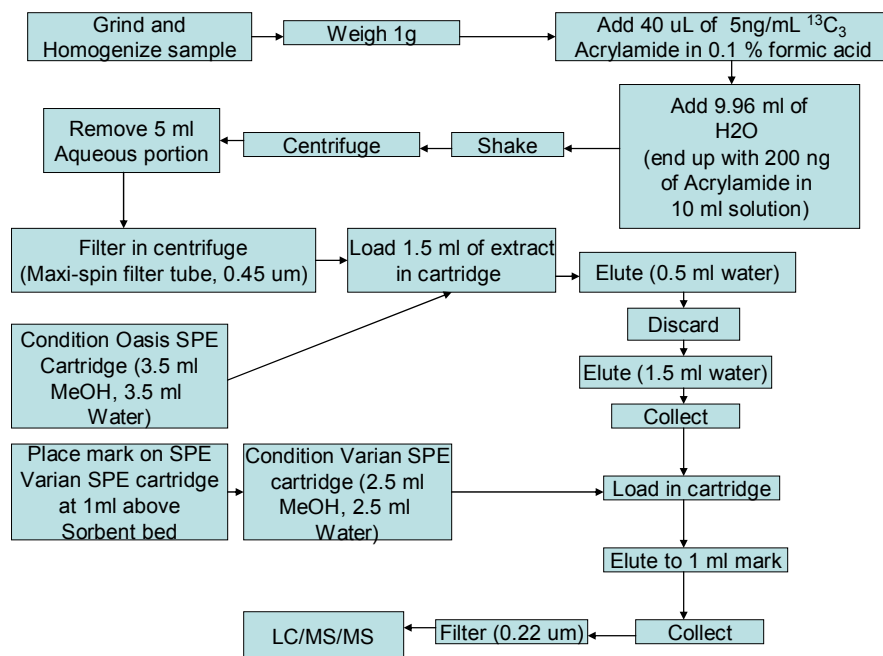 Grind and
Homogenize sample
Weigh 1g
Add 40 uL of 5ng/mL ¹³C₃
Acrylamide in 0.1 % formic acid
Add 9.96 ml of
H2O
(end up with 200 ng
of Acrylamide in
10 ml solution)
Shake
Centrifuge
Remove 5 ml
Aqueous portion
Filter in centrifuge
(Maxi-spin filter tube, 0.45 um)
Load 1.5 ml of extract
in cartridge
Condition Oasis SPE
Cartridge (3.5 ml
MeOH, 3.5 ml
Water)
Elute (0.5 ml water)
Discard
Elute (1.5 ml water)
Collect
Place mark on SPE
Varian SPE cartridge
at 1ml above
Sorbent bed
Condition Varian SPE
cartridge (2.5 ml
MeOH, 2.5 ml
Water)
Load in cartridge
Elute to 1 ml mark
Collect
Filter (0.22 um)
LC/MS/MS